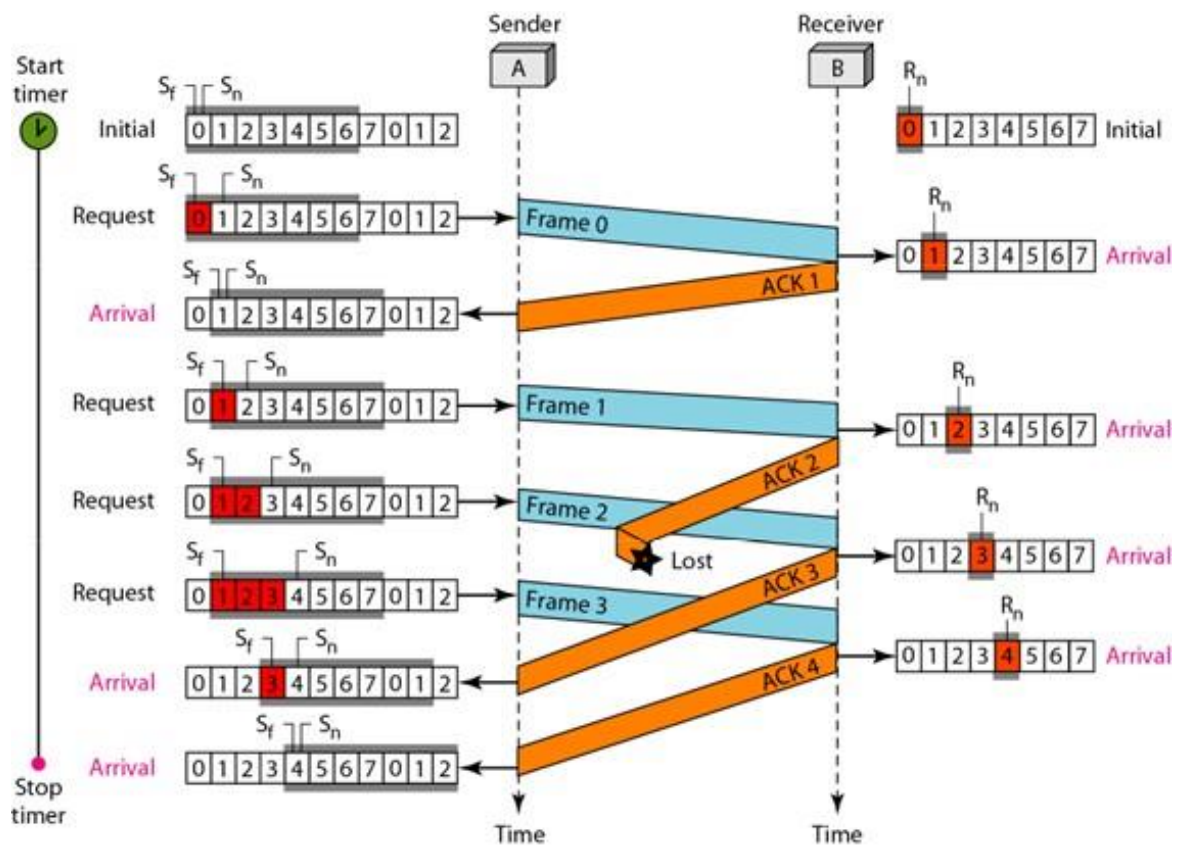 Sender Receiver
Start timer
A B
Sf Sn
Rn
Initial 0 1 2 3 4 5 6 7 0 1 2
0 1 2 3 4 5 6 7 Initial
Sf Sn
Request 0 1 2 3 4 5 6 7 0 1 2
Frame 0
Rn
0 1 2 3 4 5 6 7 Arrival
Sf Sn
ACK 1
Arrival 0 1 2 3 4 5 6 7 0 1 2
Sf Sn
Request 0 1 2 3 4 5 6 7 0 1 2
Frame 1
Rn
0 1 2 3 4 5 6 7 Arrival
Sf Sn
ACK 2
Request 0 1 2 3 4 5 6 7 0 1 2
Frame 2
Rn
Lost
0 1 2 3 4 5 6 7 Arrival
Sf Sn
ACK 3
Request 0 1 2 3 4 5 6 7 0 1 2
Frame 3
Rn
0 1 2 3 4 5 6 7 Arrival
Sf Sn
ACK 4
Arrival 0 1 2 3 4 5 6 7 0 1 2
Sf Sn
Arrival 0 1 2 3 4 5 6 7 0 1 2
Stop timer
Time Time